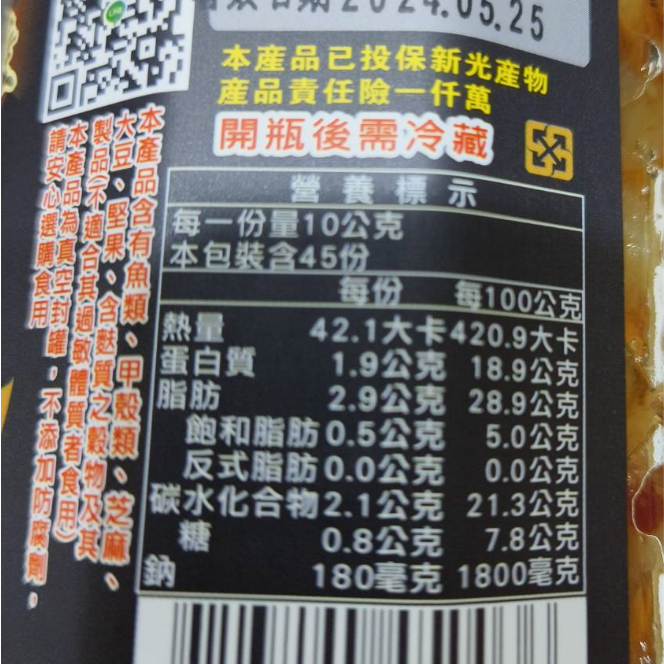 2024.05.25
本產品已投保新光產物
產品責任險一仟萬
開瓶後需冷藏
本產品含有魚類、甲殼類、芝麻、
大豆、堅果、含麩質之穀物及其
製品(不適合其過敏體質者食用)
本產品為真空封罐，不添加防腐劑，
請安心選購食用。
營養標示
每一份量10公克
本包裝含45份
每份 每100公克
熱量 42.1大卡 420.9大卡
蛋白質 1.9公克 18.9公克
脂肪 2.9公克 28.9公克
飽和脂肪 0.5公克 5.0公克
反式脂肪 0.0公克 0.0公克
碳水化合物 2.1公克 21.3公克
糖 0.8公克 7.8公克
鈉 180毫克 1800毫克